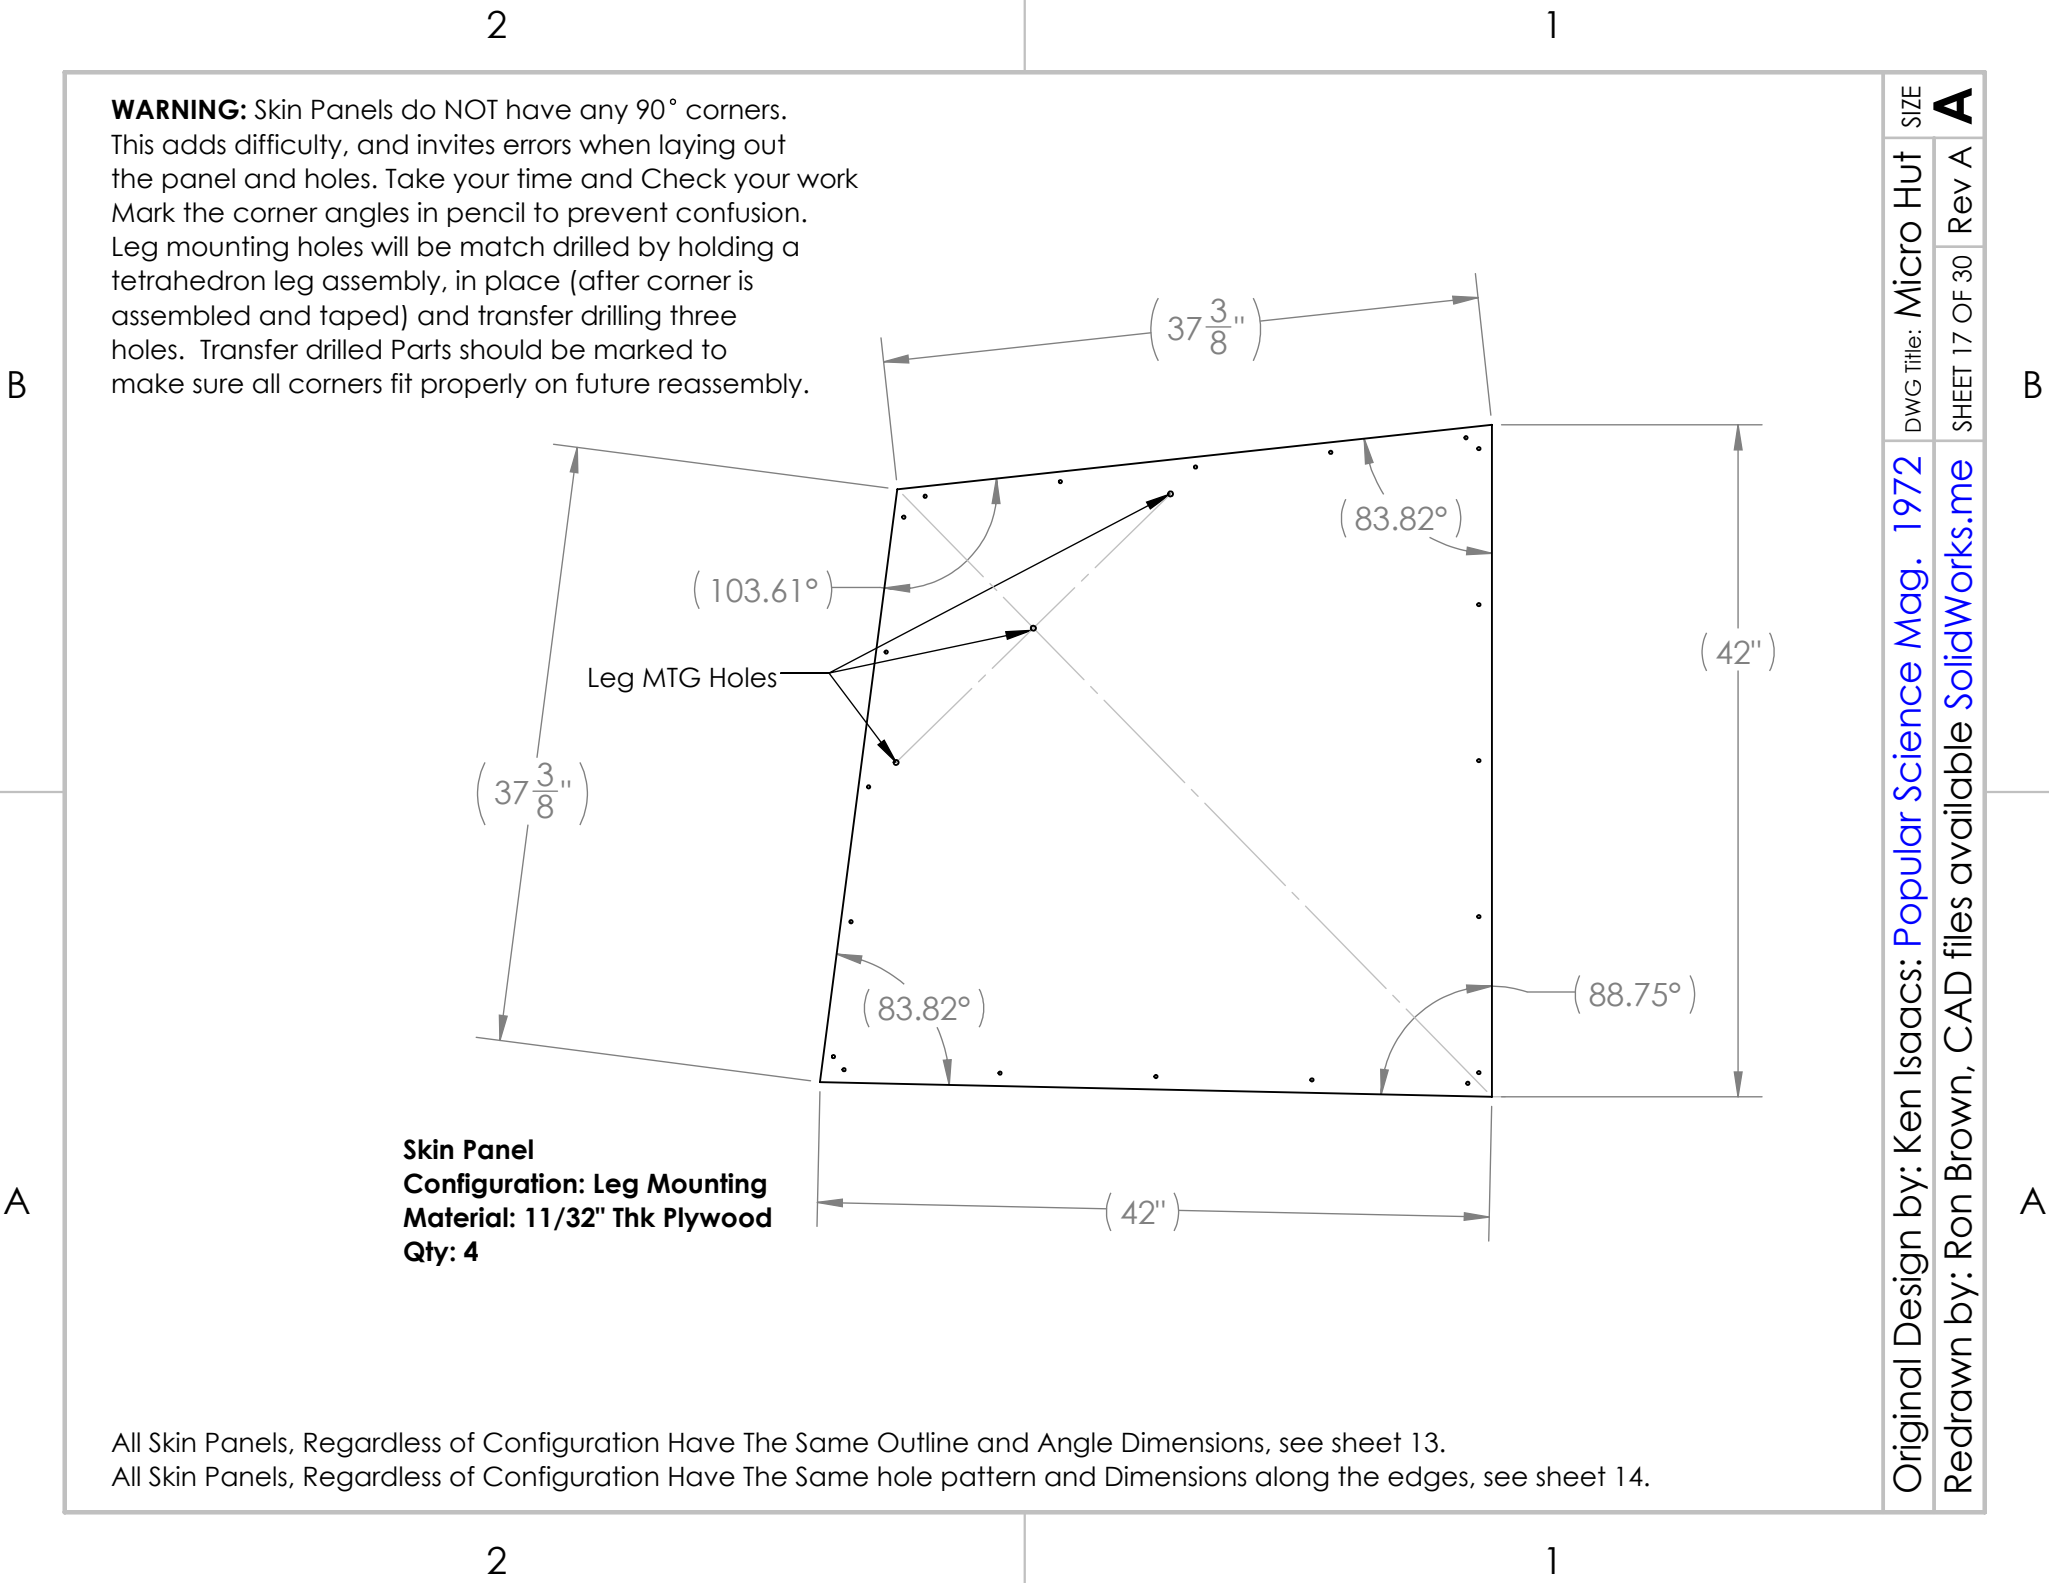 2 1
WARNING: Skin Panels do NOT have any 90° corners.
This adds difficulty, and invites errors when laying out
the panel and holes. Take your time and Check your work
Mark the corner angles in pencil to prevent confusion.
Leg mounting holes will be match drilled by holding a
tetrahedron leg assembly, in place (after corner is
assembled and taped) and transfer drilling three
holes. Transfer drilled Parts should be marked to
make sure all corners fit properly on future reassembly.
B B
(37 3/8")
(83.82°)
(103.61°)
(42")
Leg MTG Holes
(37 3/8")
(83.82°)
(88.75°)
(42")
Skin Panel
Configuration: Leg Mounting
Material: 11/32" Thk Plywood
Qty: 4
A A
All Skin Panels, Regardless of Configuration Have The Same Outline and Angle Dimensions, see sheet 13.
All Skin Panels, Regardless of Configuration Have The Same hole pattern and Dimensions along the edges, see sheet 14.
2 1
Original Design by: Ken Isaacs: Popular Science Mag. 1972
DWG Title: Micro Hut
SIZE
A
Redrawn by: Ron Brown, CAD files available SolidWorks.me
SHEET 17 OF 30
Rev A